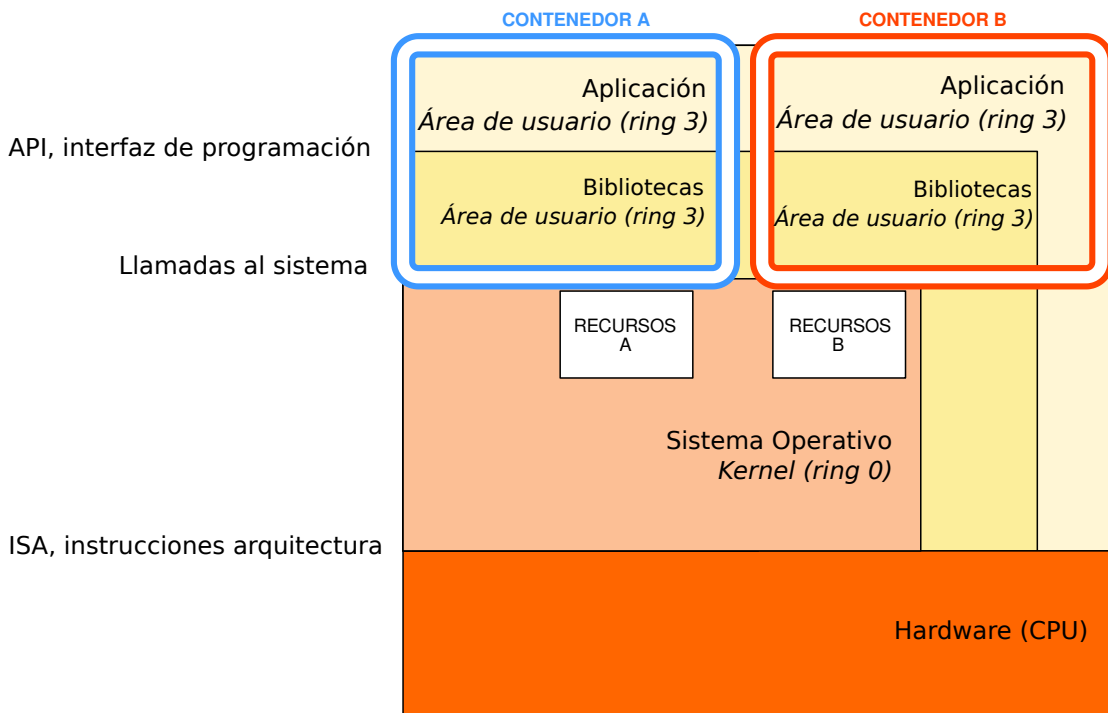 CONTENEDOR A
CONTENEDOR B
Aplicación
Área de usuario (ring 3)
Aplicación
Área de usuario (ring 3)
API, interfaz de programación
Bibliotecas
Área de usuario (ring 3)
Bibliotecas
Área de usuario (ring 3)
Llamadas al sistema
RECURSOS
A
RECURSOS
B
Sistema Operativo
Kernel (ring 0)
ISA, instrucciones arquitectura
Hardware (CPU)